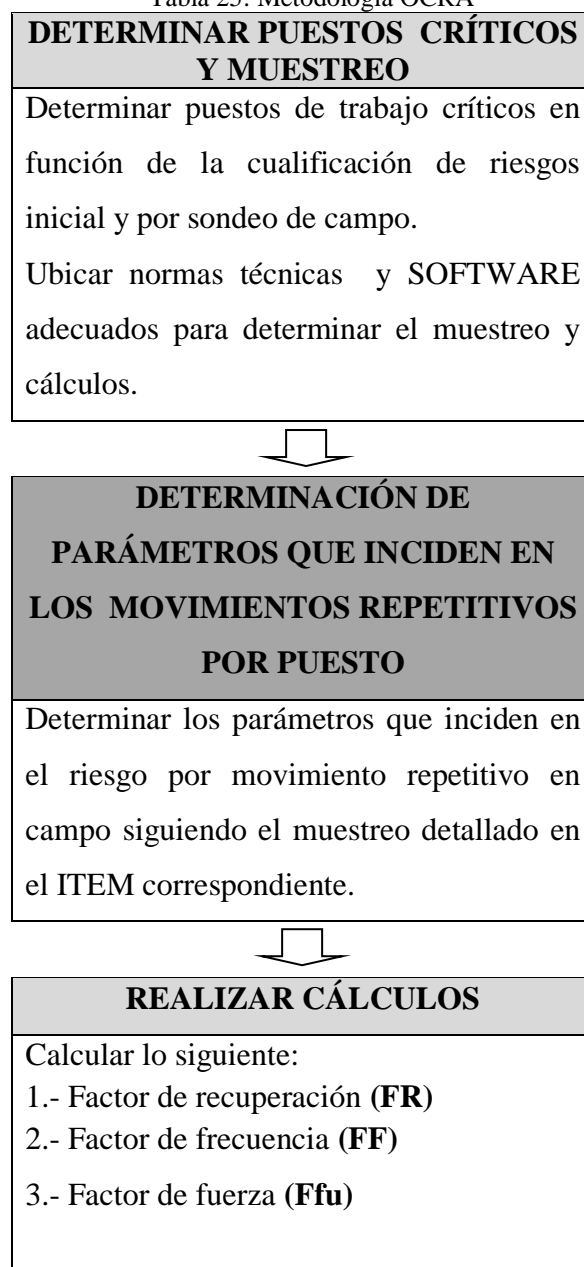 Tabla 25: Metodología OCRA
DETERMINAR PUESTOS CRÍTICOS
Y MUESTREO
Determinar puestos de trabajo críticos en
función de la cualificación de riesgos
inicial y por sondeo de campo.
Ubicar normas técnicas y SOFTWARE
adecuados para determinar el muestreo y
cálculos.
DETERMINACIÓN DE
PARÁMETROS QUE INCIDEN EN
LOS MOVIMIENTOS REPETITIVOS
POR PUESTO
Determinar los parámetros que inciden en
el riesgo por movimiento repetitivo en
campo siguiendo el muestreo detallado en
el ITEM correspondiente.
REALIZAR CÁLCULOS
Calcular lo siguiente:
1.- Factor de recuperación (FR)
2.- Factor de frecuencia (FF)
3.- Factor de fuerza (Ffu)